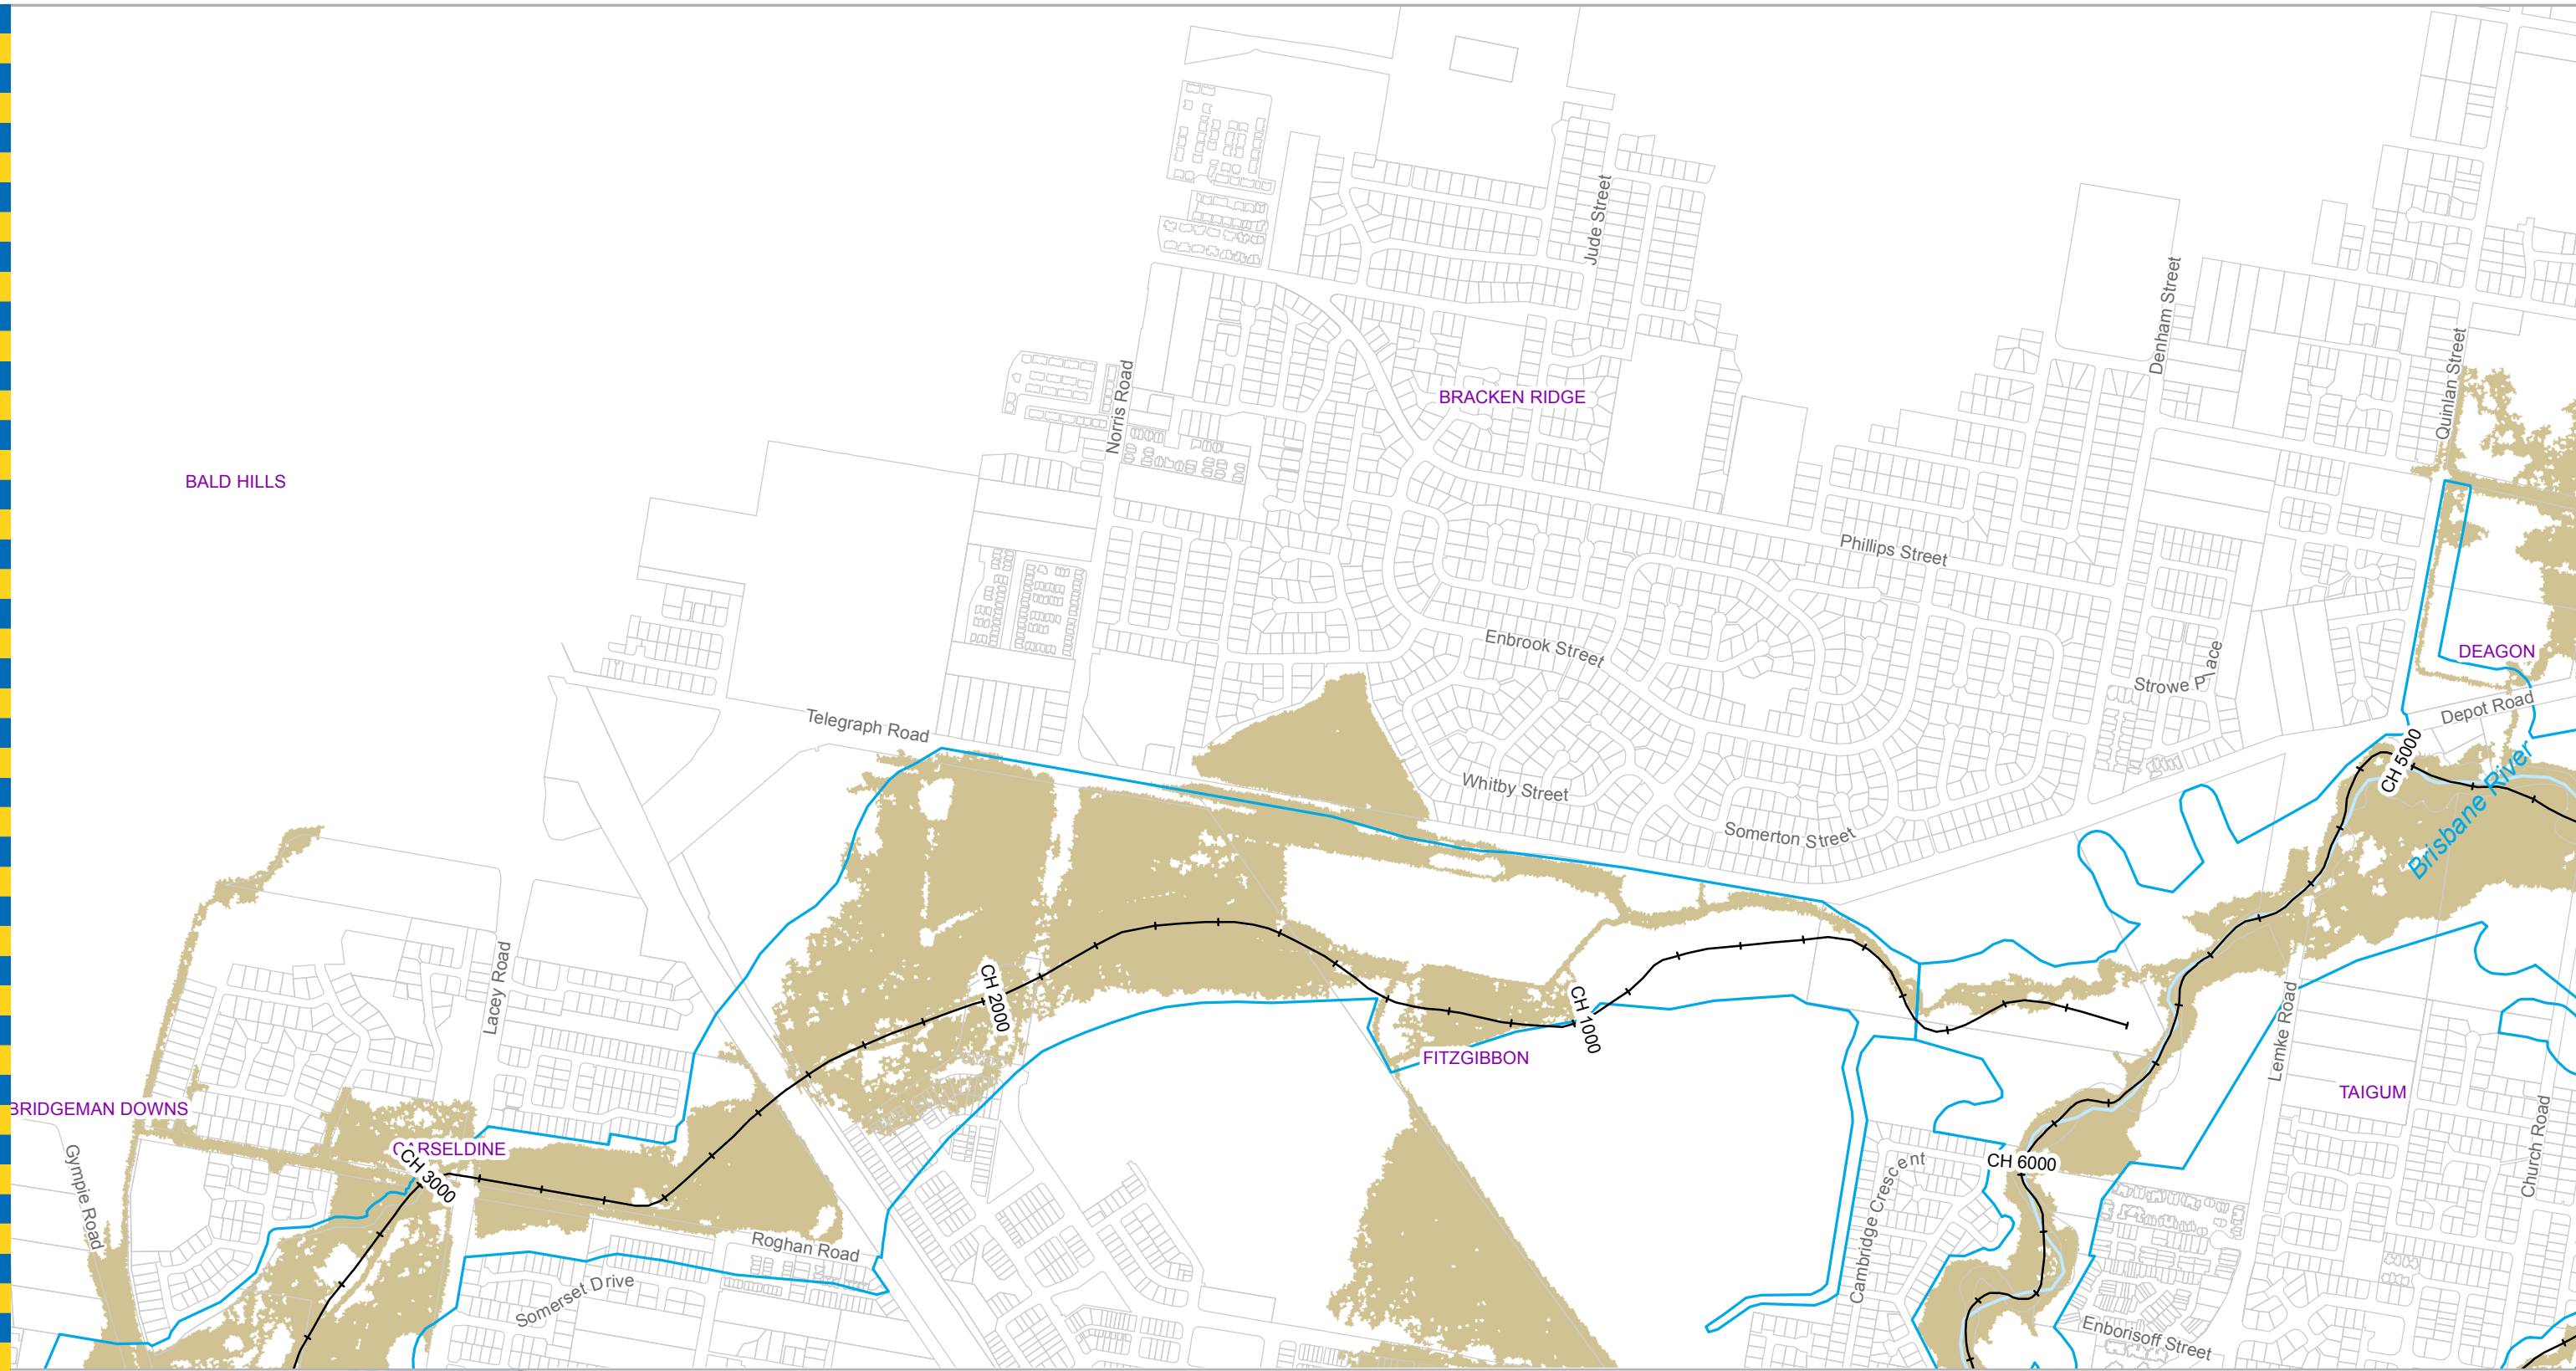 Jude Street
Denham Street
Quinlan Street
Norris Road
BRACKEN RIDGE
BALD HILLS
Phillips Street
Enbrook Street
DEAGON
Strowe Place
Depot Road
Telegraph Road
CH 5000
Whitby Street
Brisbane River
Somerton Street
Lacey Road
CH 2000
CH 1000
Lemke Road
FITZGIBBON
TAIGUM
BRIDGEMAN DOWNS
Church Road
CARSELDINE
CH 3000
CH 6000
Gympie Road
Cambridge Crescent
Roghan Road
Somerset Drive
Enborisoff Street